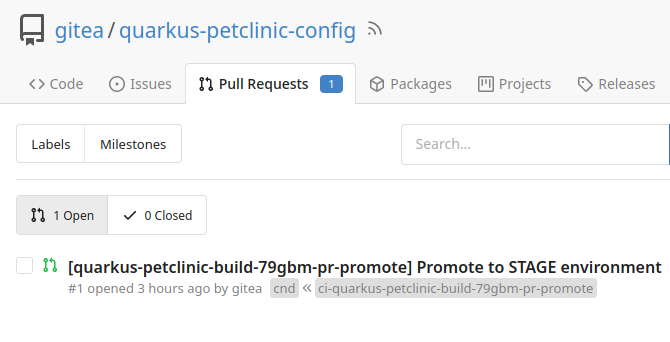 gitea/quarkus-petclinic-config
Code Issues Pull Requests 1 Packages Projects Releases
Labels Milestones Search...
1 Open 0 Closed
[quarkus-petclinic-build-79gbm-pr-promote] Promote to STAGE environment
#1 opened 3 hours ago by gitea cnd « ci-quarkus-petclinic-build-79gbm-pr-promote